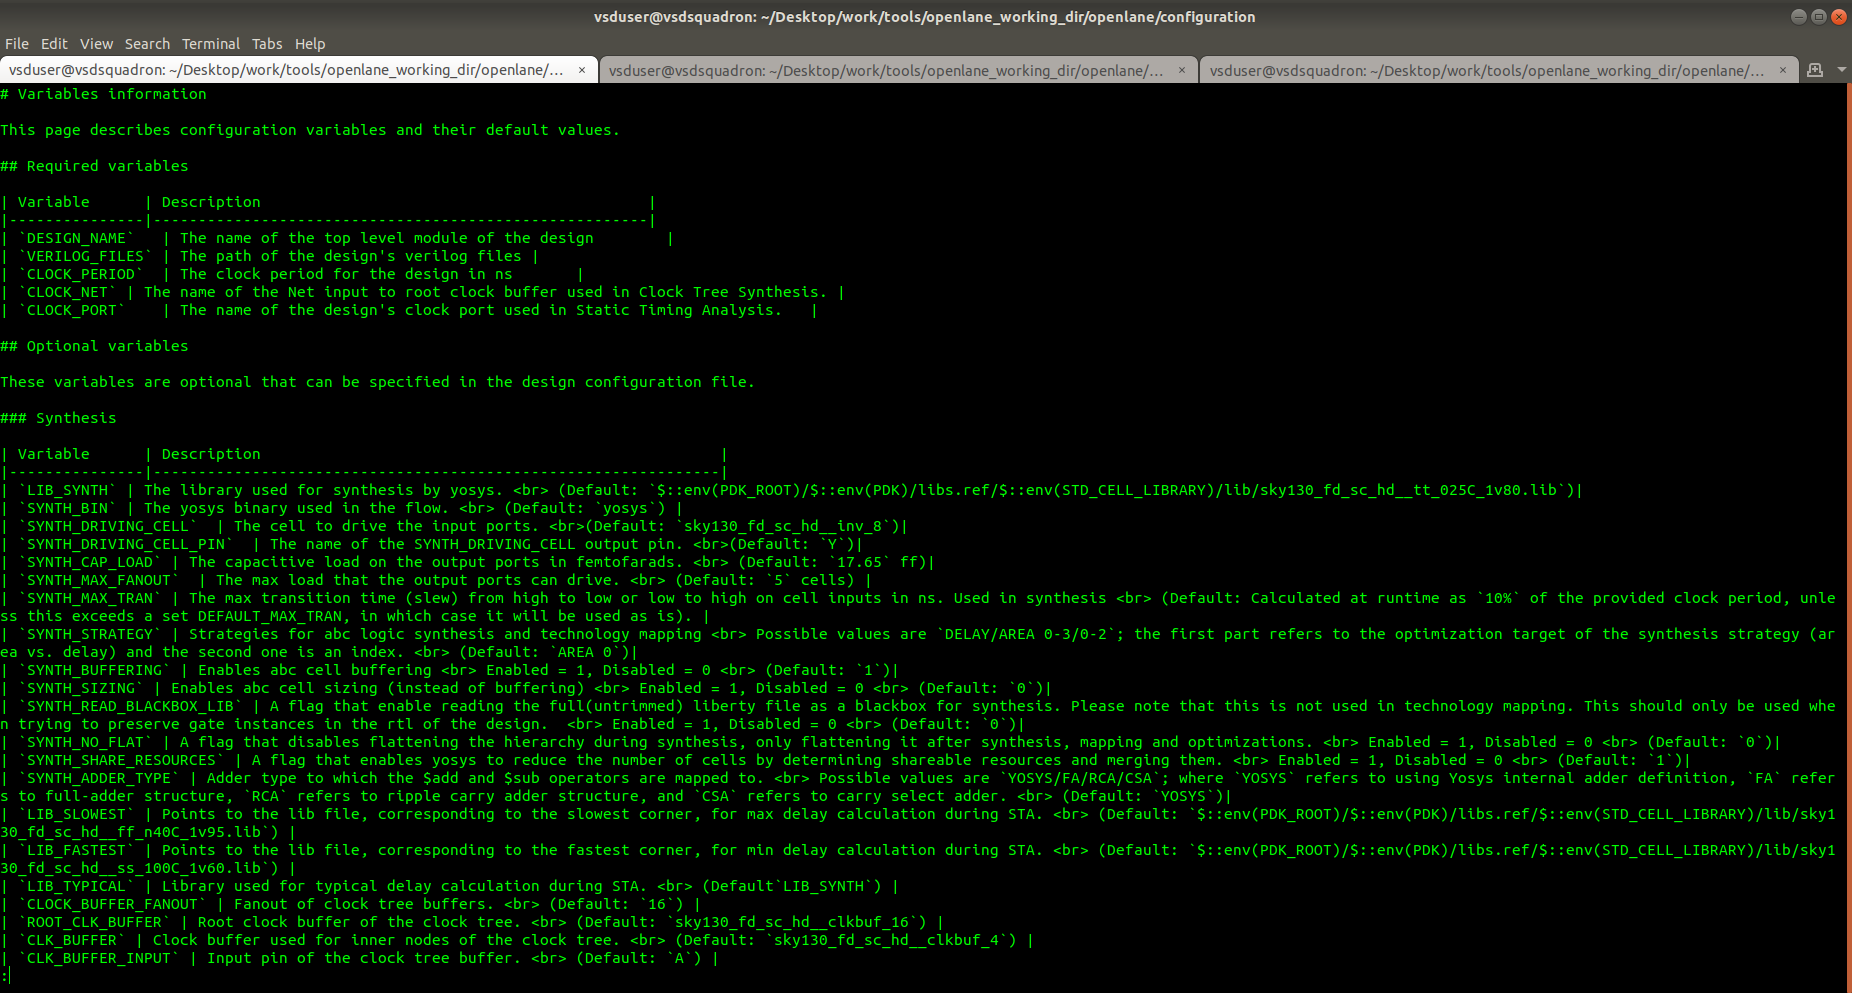 vsduser@vsdsquadron: ~/Desktop/work/tools/openlane_working_dir/openlane/configuration
File Edit View Search Terminal Tabs Help
vsduser@vsdsquadron: ~/Desktop/work/tools/openlane_working_dir/openlane/... × vsduser@vsdsquadron: ~/Desktop/work/tools/openlane_working_dir/openlane/... × vsduser@vsdsquadron: ~/Desktop/work/tools/openlane_working_dir/openlane/... ×
# Variables information
This page describes configuration variables and their default values.
## Required variables
| Variable      | Description                                           |
|---------------|-------------------------------------------------------|
| `DESIGN_NAME`   | The name of the top level module of the design        |
| `VERILOG_FILES` | The path of the design's verilog files |
| `CLOCK_PERIOD`  | The clock period for the design in ns       |
| `CLOCK_NET` | The name of the Net input to root clock buffer used in Clock Tree Synthesis. |
| `CLOCK_PORT`    | The name of the design's clock port used in Static Timing Analysis.   |
## Optional variables
These variables are optional that can be specified in the design configuration file.
### Synthesis
| Variable      | Description                                                   |
|---------------|---------------------------------------------------------------|
| `LIB_SYNTH` | The library used for synthesis by yosys. <br> (Default: `$::env(PDK_ROOT)/$::env(PDK)/libs.ref/$::env(STD_CELL_LIBRARY)/lib/sky130_fd_sc_hd__tt_025C_1v80.lib`)|
| `SYNTH_BIN` | The yosys binary used in the flow. <br> (Default: `yosys`) |
| `SYNTH_DRIVING_CELL`  | The cell to drive the input ports. <br>(Default: `sky130_fd_sc_hd__inv_8`)|
| `SYNTH_DRIVING_CELL_PIN`  | The name of the SYNTH_DRIVING_CELL output pin. <br>(Default: `Y`)|
| `SYNTH_CAP_LOAD` | The capacitive load on the output ports in femtofarads. <br> (Default: `17.65` ff)|
| `SYNTH_MAX_FANOUT`  | The max load that the output ports can drive. <br> (Default: `5` cells) |
| `SYNTH_MAX_TRAN` | The max transition time (slew) from high to low or low to high on cell inputs in ns. Used in synthesis <br> (Default: Calculated at runtime as `10%` of the provided clock period, unle
ss this exceeds a set DEFAULT_MAX_TRAN, in which case it will be used as is). |
| `SYNTH_STRATEGY` | Strategies for abc logic synthesis and technology mapping <br> Possible values are `DELAY/AREA 0-3/0-2`; the first part refers to the optimization target of the synthesis strategy (ar
ea vs. delay) and the second one is an index. <br> (Default: `AREA 0`)|
| `SYNTH_BUFFERING` | Enables abc cell buffering <br> Enabled = 1, Disabled = 0 <br> (Default: `1`)|
| `SYNTH_SIZING` | Enables abc cell sizing (instead of buffering) <br> Enabled = 1, Disabled = 0 <br> (Default: `0`)|
| `SYNTH_READ_BLACKBOX_LIB` | A flag that enable reading the full(untrimmed) liberty file as a blackbox for synthesis. Please note that this is not used in technology mapping. This should only be used whe
n trying to preserve gate instances in the rtl of the design.  <br> Enabled = 1, Disabled = 0 <br> (Default: `0`)|
| `SYNTH_NO_FLAT` | A flag that disables flattening the hierarchy during synthesis, only flattening it after synthesis, mapping and optimizations. <br> Enabled = 1, Disabled = 0 <br> (Default: `0`)|
| `SYNTH_SHARE_RESOURCES` | A flag that enables yosys to reduce the number of cells by determining shareable resources and merging them. <br> Enabled = 1, Disabled = 0 <br> (Default: `1`)|
| `SYNTH_ADDER_TYPE` | Adder type to which the $add and $sub operators are mapped to. <br> Possible values are `YOSYS/FA/RCA/CSA`; where `YOSYS` refers to using Yosys internal adder definition, `FA` refer
s to full-adder structure, `RCA` refers to ripple carry adder structure, and `CSA` refers to carry select adder. <br> (Default: `YOSYS`)|
| `LIB_SLOWEST` | Points to the lib file, corresponding to the slowest corner, for max delay calculation during STA. <br> (Default: `$::env(PDK_ROOT)/$::env(PDK)/libs.ref/$::env(STD_CELL_LIBRARY)/lib/sky1
30_fd_sc_hd__ff_n40C_1v95.lib`) |
| `LIB_FASTEST` | Points to the lib file, corresponding to the fastest corner, for min delay calculation during STA. <br> (Default: `$::env(PDK_ROOT)/$::env(PDK)/libs.ref/$::env(STD_CELL_LIBRARY)/lib/sky1
30_fd_sc_hd__ss_100C_1v60.lib`) |
| `LIB_TYPICAL` | Library used for typical delay calculation during STA. <br> (Default`LIB_SYNTH`) |
| `CLOCK_BUFFER_FANOUT` | Fanout of clock tree buffers. <br> (Default: `16`) |
| `ROOT_CLK_BUFFER` | Root clock buffer of the clock tree. <br> (Default: `sky130_fd_sc_hd__clkbuf_16`) |
| `CLK_BUFFER` | Clock buffer used for inner nodes of the clock tree. <br> (Default: `sky130_fd_sc_hd__clkbuf_4`) |
| `CLK_BUFFER_INPUT` | Input pin of the clock tree buffer. <br> (Default: `A`) |
: